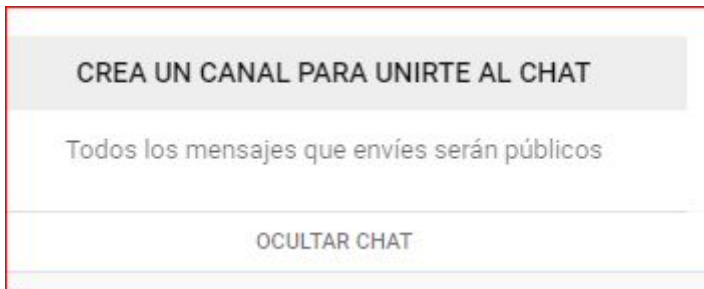 CREA UN CANAL PARA UNIRTE AL CHAT
Todos los mensajes que envíes serán públicos
OCULTAR CHAT